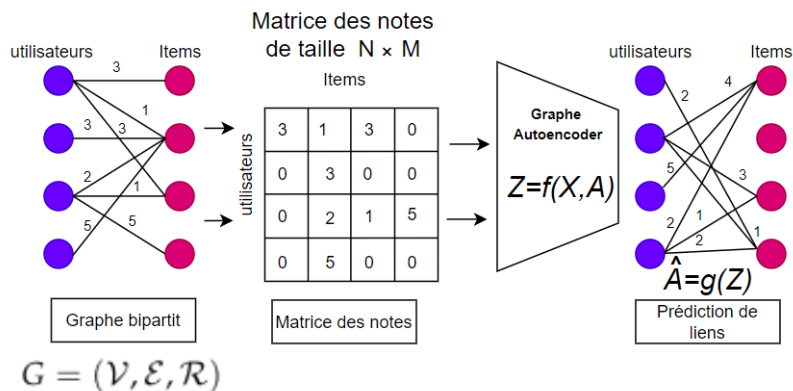 Matrice des notes
de taille N × M
utilisateurs
Items
3
1
3
3
2
1
5
5
Items
utilisateurs
3 1 3 0
0 3 0 0
0 2 1 5
0 5 0 0
Graphe
Autoencoder
Z=f(X,A)
utilisateurs
Items
4
2
5
3
2
1
2
1
Â=g(Z)
Graphe bipartit
Matrice des notes
Prédiction de
liens
G = (V, E, R)